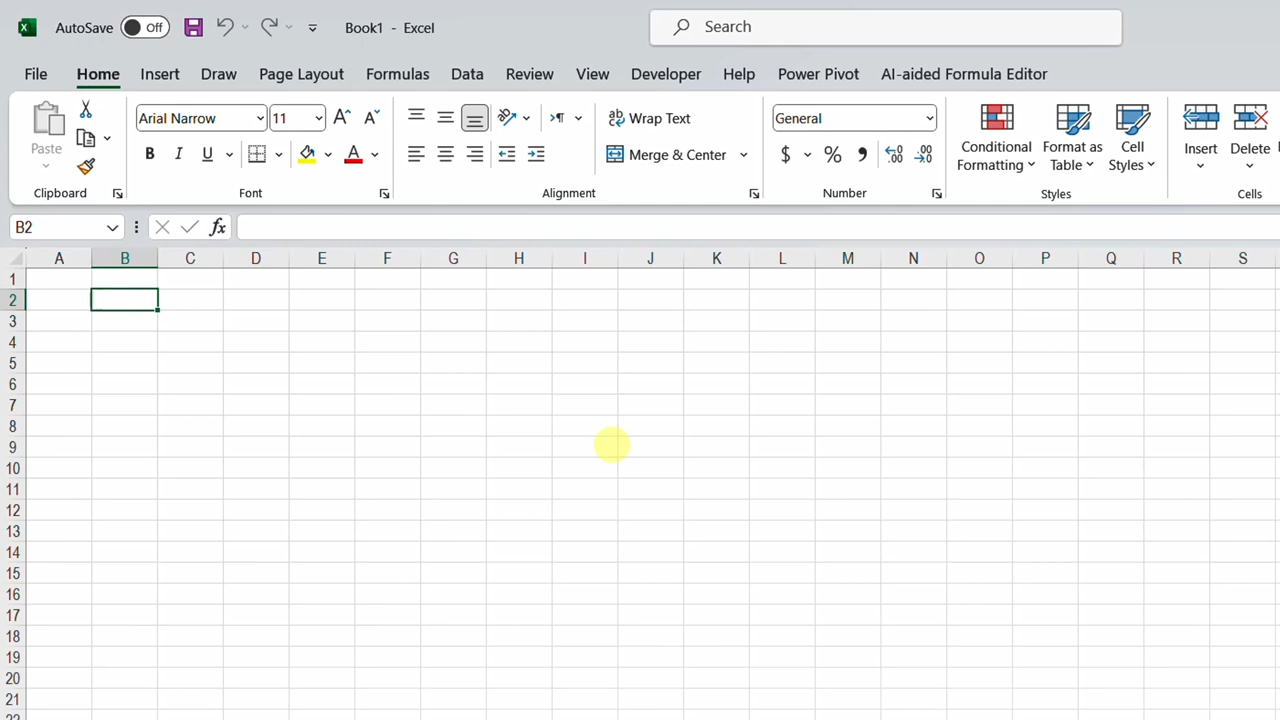 AutoSave Off Book1 - Excel Search
File Home Insert Draw Page Layout Formulas Data Review View Developer Help Power Pivot AI-aided Formula Editor
Paste
Clipboard
Arial Narrow 11
B I U A
Font
Wrap Text
Merge & Center
Alignment
General
$ % ,
Number
Conditional Formatting
Format as Table
Cell Styles
Styles
Insert
Delete
Cells
B2 fx
A B C D E F G H I J K L M N O P Q R S
1
2
3
4
5
6
7
8
9
10
11
12
13
14
15
16
17
18
19
20
21